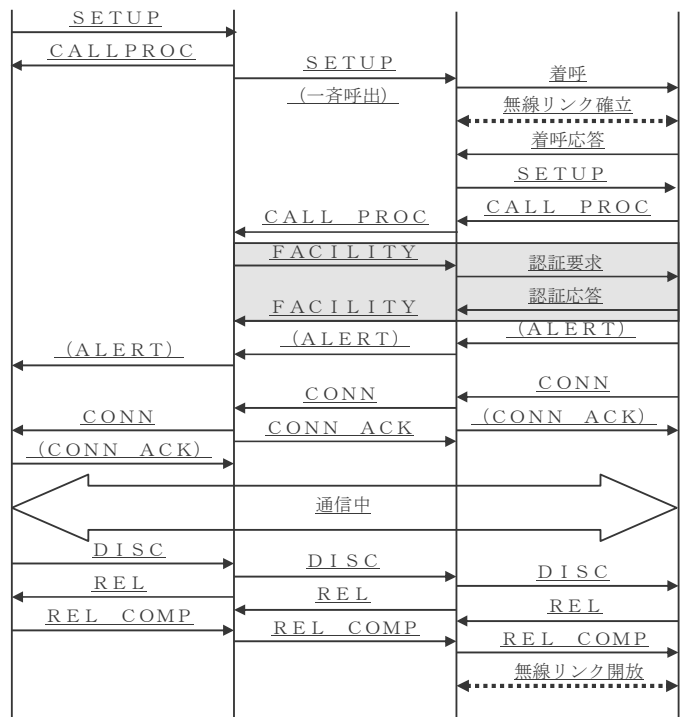 ＳＥＴＵＰ
ＣＡＬＬＰＲＯＣ
ＳＥＴＵＰ
（一斉呼出）
着呼
無線リンク確立
着呼応答
ＳＥＴＵＰ
ＣＡＬＬ　ＰＲＯＣ
ＣＡＬＬ　ＰＲＯＣ
ＦＡＣＩＬＩＴＹ
認証要求
認証応答
ＦＡＣＩＬＩＴＹ
（ＡＬＥＲＴ）
（ＡＬＥＲＴ）
（ＡＬＥＲＴ）
ＣＯＮＮ
ＣＯＮＮ
ＣＯＮＮ
（ＣＯＮＮ　ＡＣＫ）
ＣＯＮＮ　ＡＣＫ
（ＣＯＮＮ　ＡＣＫ）
通信中
ＤＩＳＣ
ＤＩＳＣ
ＤＩＳＣ
ＲＥＬ
ＲＥＬ
ＲＥＬ
ＲＥＬ　ＣＯＭＰ
ＲＥＬ　ＣＯＭＰ
ＲＥＬ　ＣＯＭＰ
無線リンク開放